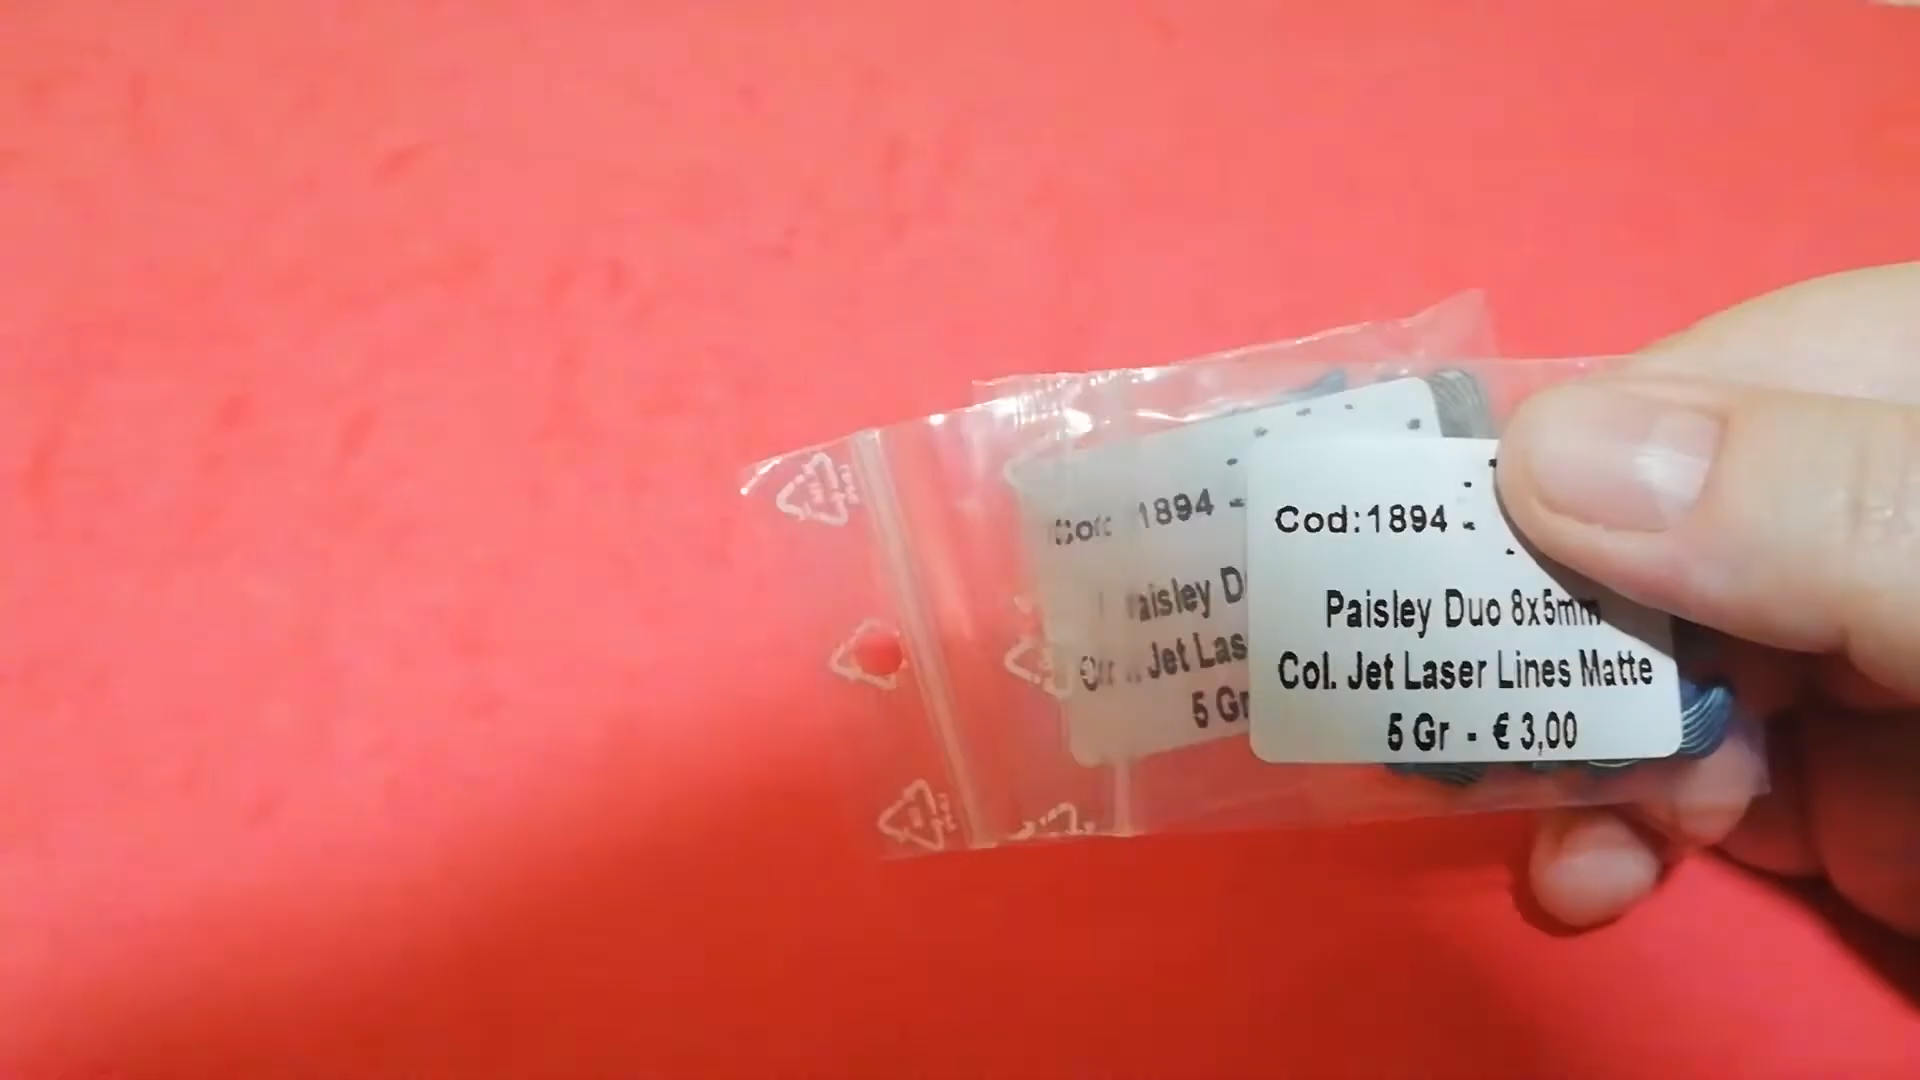 Cod:1894 -
Paisley Duo 8x5mm
Col. Jet Laser Lines Matte
5 Gr - € 3,00
1894 -
Jet
5 Gr